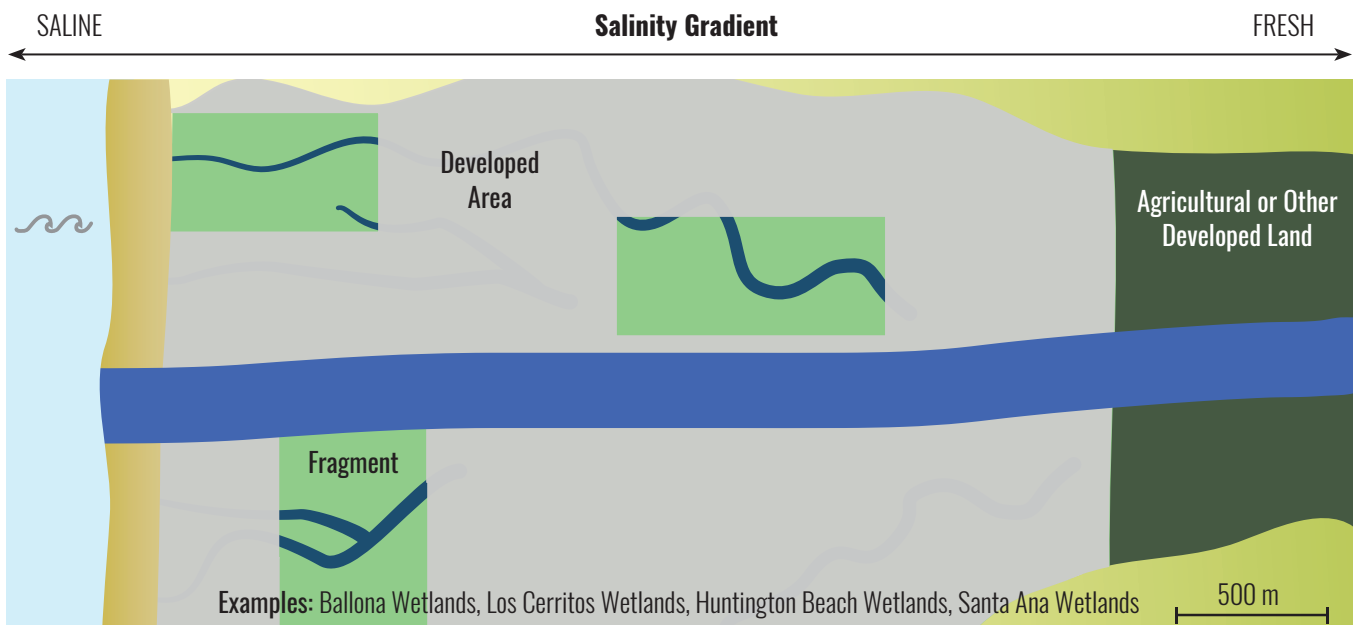 SALINE
Salinity Gradient
FRESH
Developed
Area
Agricultural or Other
Developed Land
Fragment
Examples: Ballona Wetlands, Los Cerritos Wetlands, Huntington Beach Wetlands, Santa Ana Wetlands
500 m